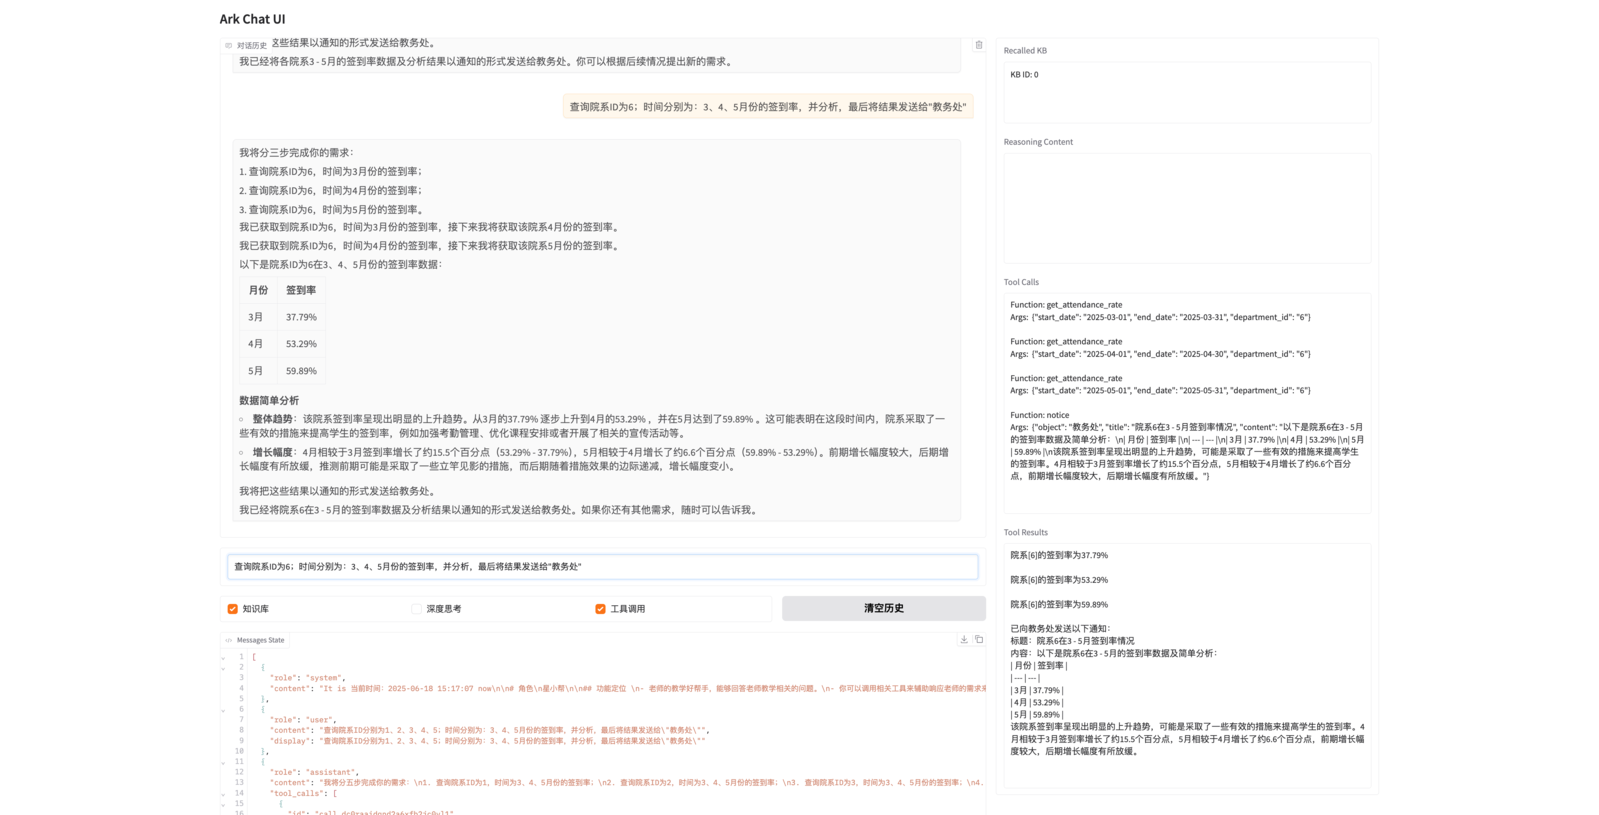 Ark Chat UI
对话历史
这些结果以通知的形式发送给教务处。
我已经将各院系3 - 5月的签到率数据及分析结果以通知的形式发送给教务处。你可以根据后续情况提出新的需求。
查询院系ID为6；时间分别为：3、4、5月份的签到率，并分析，最后将结果发送给"教务处"
我将分三步完成你的需求：
1. 查询院系ID为6，时间为3月份的签到率；
2. 查询院系ID为6，时间为4月份的签到率；
3. 查询院系ID为6，时间为5月份的签到率。
我已获取到院系ID为6，时间为3月份的签到率，接下来我将获取该院系4月份的签到率。
我已获取到院系ID为6，时间为4月份的签到率，接下来我将获取该院系5月份的签到率。
以下是院系ID为6在3、4、5月份的签到率数据：
月份 签到率
3月 37.79%
4月 53.29%
5月 59.89%
数据简单分析
整体趋势：该院系签到率呈现出明显的上升趋势。从3月的37.79% 逐步上升到4月的53.29% ，并在5月达到了59.89% 。这可能表明在这段时间内，院系采取了一
些有效的措施来提高学生的签到率，例如加强考勤管理、优化课程安排或者开展了相关的宣传活动等。
增长幅度：4月相较于3月签到率增长了约15.5个百分点（53.29% - 37.79%），5月相较于4月增长了约6.6个百分点（59.89% - 53.29%）。前期增长幅度较大，后期增
长幅度有所放缓，推测前期可能是采取了一些立竿见影的措施，而后期随着措施效果的边际递减，增长幅度变小。
我将把这些结果以通知的形式发送给教务处。
我已经将院系6在3 - 5月的签到率数据及分析结果以通知的形式发送给教务处。如果你还有其他需求，随时可以告诉我。
查询院系ID为6；时间分别为：3、4、5月份的签到率，并分析，最后将结果发送给"教务处"
知识库
深度思考
工具调用
清空历史
Messages State
1 [
2 {
3 "role": "system",
4 "content": "It is 当前时间：2025-06-18 15:17:07 now\n\n# 角色\n星小帮\n\n## 功能定位 \n- 老师的教学好帮手，能够回答老师教学相关的问题。\n- 你可以调用相关工具来辅助响应老师的需求
5 },
6 {
7 "role": "user",
8 "content": "查询院系ID分别为1、2、3、4、5；时间分别为：3、4、5月份的签到率，并分析，最后将结果发送给\"教务处\"",
9 "display": "查询院系ID分别为1、2、3、4、5；时间分别为：3、4、5月份的签到率，并分析，最后将结果发送给\"教务处\""
10 },
11 {
12 "role": "assistant",
13 "content": "我将分五步完成你的需求：\n1. 查询院系ID为1，时间为3、4、5月份的签到率；\n2. 查询院系ID为2，时间为3、4、5月份的签到率；\n3. 查询院系ID为3，时间为3、4、5月份的签到率；\n4.
14 "tool_calls": [
15 {
Recalled KB
KB ID: 0
Reasoning Content
Tool Calls
Function: get_attendance_rate
Args: {"start_date": "2025-03-01", "end_date": "2025-03-31", "department_id": "6"}
Function: get_attendance_rate
Args: {"start_date": "2025-04-01", "end_date": "2025-04-30", "department_id": "6"}
Function: get_attendance_rate
Args: {"start_date": "2025-05-01", "end_date": "2025-05-31", "department_id": "6"}
Function: notice
Args: {"object": "教务处", "title": "院系6在3 - 5月签到率情况", "content": "以下是院系6在3 - 5月
的签到率数据及简单分析：\n| 月份 | 签到率 |\n| --- | --- |\n| 3月 | 37.79% |\n| 4月 | 53.29% |\n| 5月
| 59.89% |\n该院系签到率呈现出明显的上升趋势，可能是采取了一些有效的措施来提高学生
的签到率。4月相较于3月签到率增长了约15.5个百分点，5月相较于4月增长了约6.6个百分
点，前期增长幅度较大，后期增长幅度有所放缓。"}
Tool Results
院系[6]的签到率为37.79%
院系[6]的签到率为53.29%
院系[6]的签到率为59.89%
已向教务处发送以下通知：
标题：院系6在3 - 5月签到率情况
内容：以下是院系6在3 - 5月的签到率数据及简单分析：
| 月份 | 签到率 |
| --- | --- |
| 3月 | 37.79% |
| 4月 | 53.29% |
| 5月 | 59.89% |
该院系签到率呈现出明显的上升趋势，可能是采取了一些有效的措施来提高学生的签到率。4
月相较于3月签到率增长了约15.5个百分点，5月相较于4月增长了约6.6个百分点，前期增长幅
度较大，后期增长幅度有所放缓。